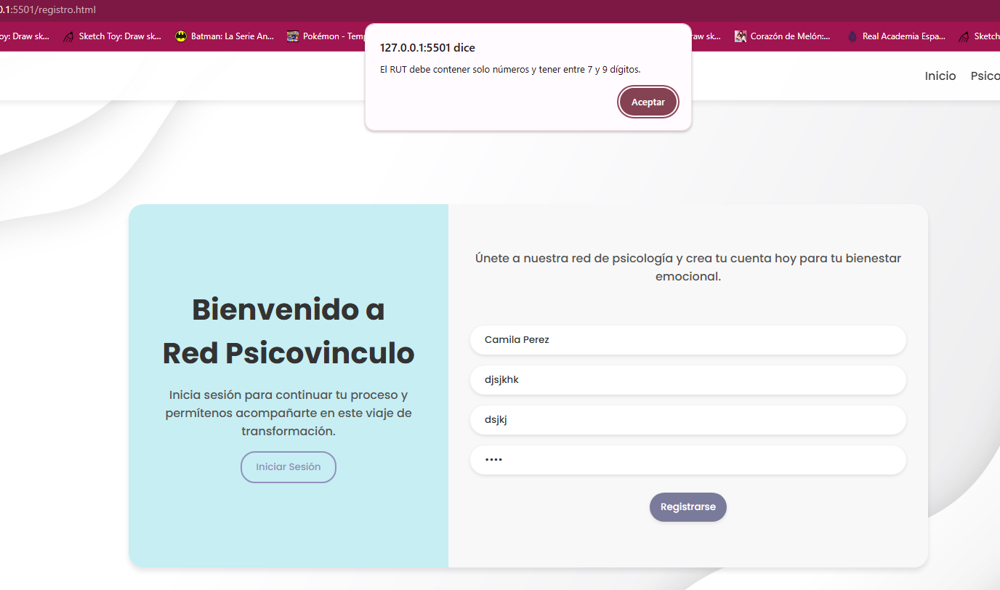 0.1:5501/registro.html
oy: Draw sk... Sketch Toy: Draw sk... Batman: La Serie An... Pokémon - Temp raw sk... Corazón de Melón:... Real Academia Espa... Sketch
127.0.0.1:5501 dice
El RUT debe contener solo números y tener entre 7 y 9 dígitos.
Aceptar
Inicio Psico
Bienvenido a
Red Psicovinculo
Inicia sesión para continuar tu proceso y
permítenos acompañarte en este viaje de
transformación.
Iniciar Sesión
Únete a nuestra red de psicología y crea tu cuenta hoy para tu bienestar
emocional.
Camila Perez
djsjkhk
dsjkj
••••
Registrarse